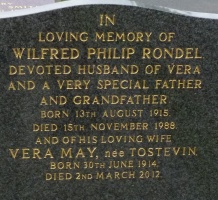 IN
LOVING MEMORY OF
WILFRED PHILIP RONDEL
DEVOTED HUSBAND OF VERA
AND A VERY SPECIAL FATHER
AND GRANDFATHER
BORN 13TH AUGUST 1915
DIED 15TH NOVEMBER 1988
AND OF HIS LOVING WIFE
VERA MAY, née TOSTEVIN
BORN 30TH JUNE 1914
DIED 2ND MARCH 2012